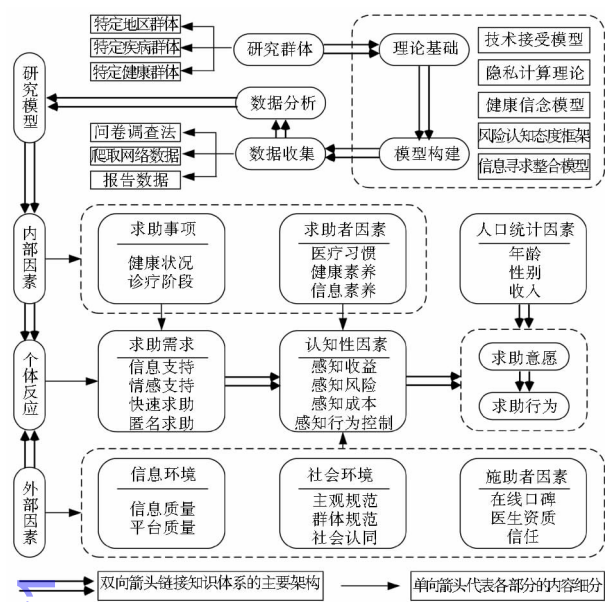 特定地区群体
特定疾病群体
特定健康群体
研究群体
理论基础
技术接受模型
隐私计算理论
健康信念模型
风险认知态度框架
信息寻求整合模型
研究模型
数据分析
问卷调查法
爬取网络数据
报告数据
数据收集
模型构建
内部因素
求助事项
健康状况
诊疗阶段
求助者因素
医疗习惯
健康素养
信息素养
人口统计因素
年龄
性别
收入
个体反应
求助需求
信息支持
情感支持
快速求助
匿名求助
认知性因素
感知收益
感知风险
感知成本
感知行为控制
求助意愿
求助行为
外部因素
信息环境
信息质量
平台质量
社会环境
主观规范
群体规范
社会认同
施助者因素
在线口碑
医生资质
信任
双向箭头链接知识体系的主要架构
单向箭头代表各部分的内容细分